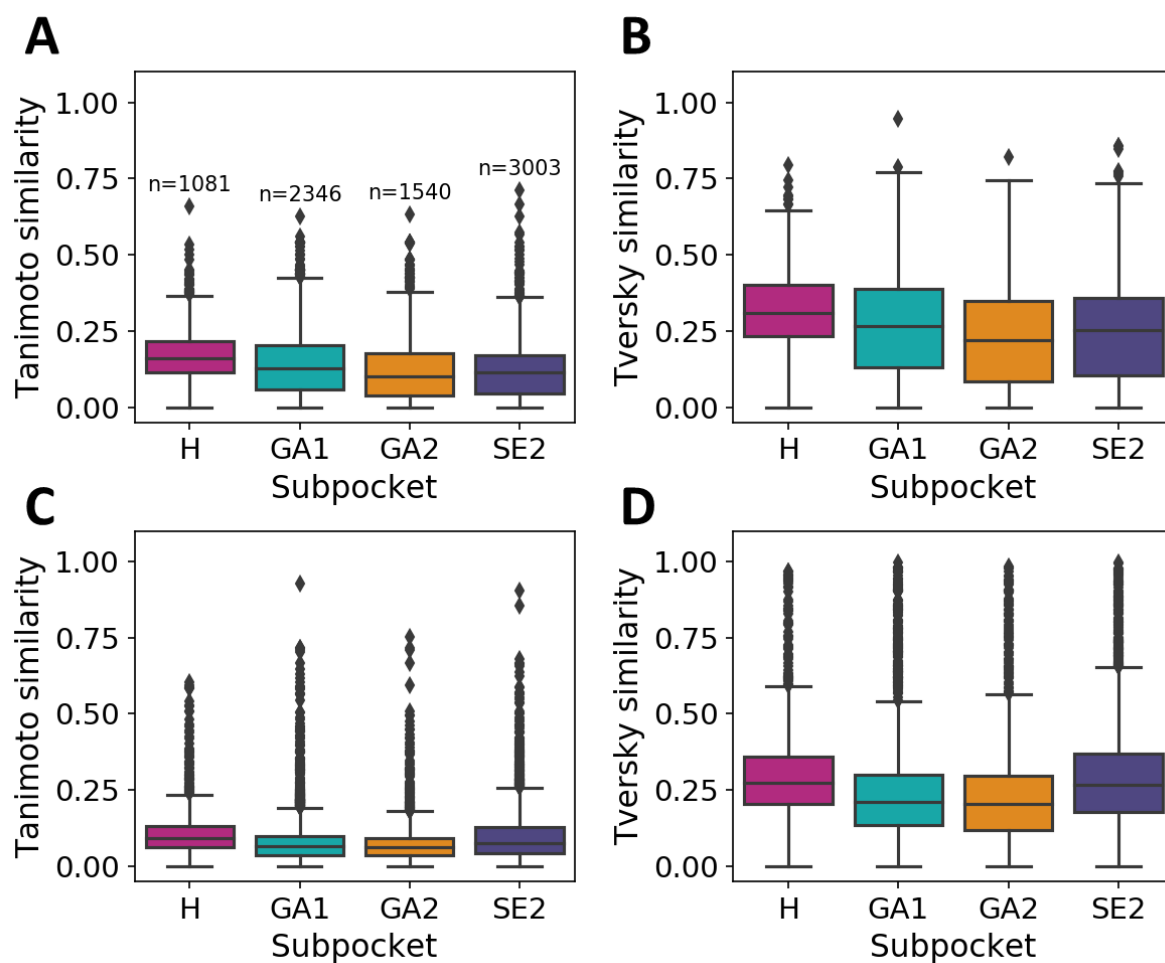 A
Tanimoto similarity
1.00
0.75
0.50
0.25
0.00
n=1081
n=2346
n=1540
n=3003
H GA1 GA2 SE2
Subpocket
B
Tversky similarity
1.00
0.75
0.50
0.25
0.00
H GA1 GA2 SE2
Subpocket
C
Tanimoto similarity
1.00
0.75
0.50
0.25
0.00
H GA1 GA2 SE2
Subpocket
D
Tversky similarity
1.00
0.75
0.50
0.25
0.00
H GA1 GA2 SE2
Subpocket